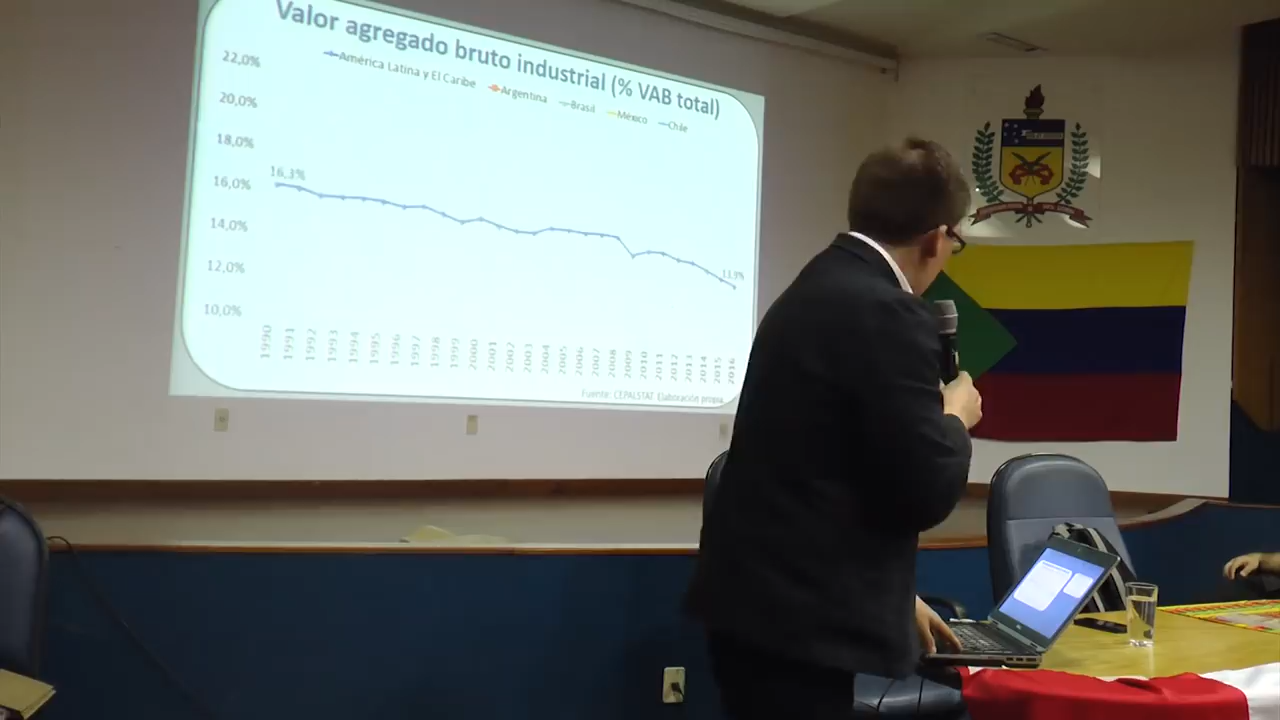 Valor agregado bruto industrial (% VAB total)
América Latina y El Caribe Argentina Brasil México Chile
22,0%
20,0%
18,0%
16,0%
14,0%
12,0%
10,0%
16,3%
11,9%
1990 1991 1992 1993 1994 1995 1996 1997 1998 1999 2000 2001 2002 2003 2004 2005 2006 2007 2008 2009 2010 2011 2012 2013 2014 2015 2016
Fuente: CEPALSTAT. Elaboración propia.